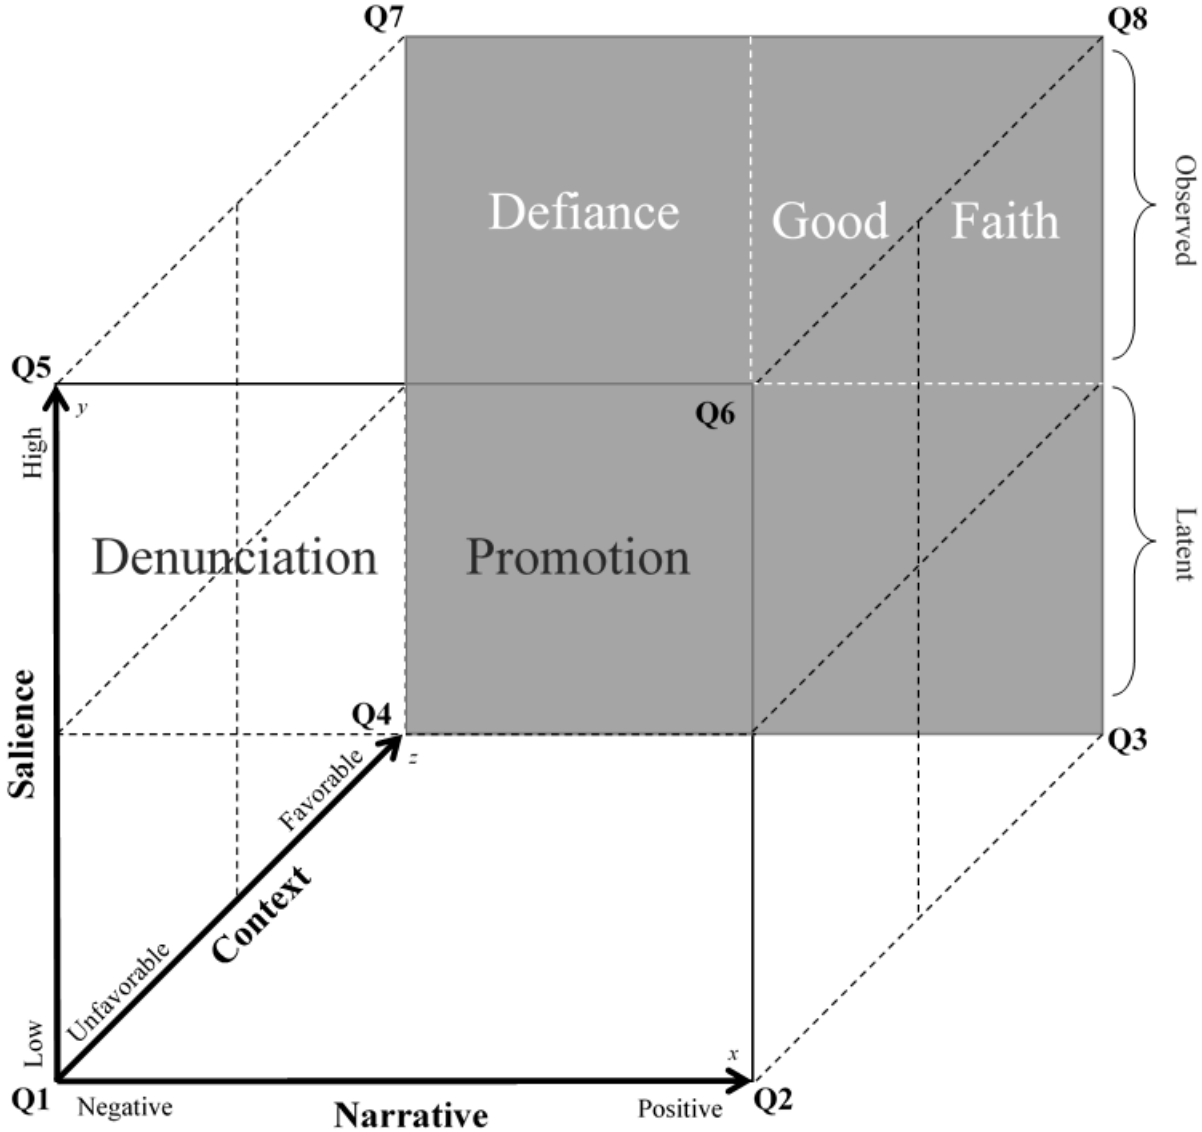 Q7
Q8
Defiance
Good Faith
Observed
Q5
y
Q6
High
Denunciation
Promotion
Latent
Q4
z
Q3
Salience
Favorable
Context
Unfavorable
Low
x
Q1
Negative
Narrative
Positive
Q2